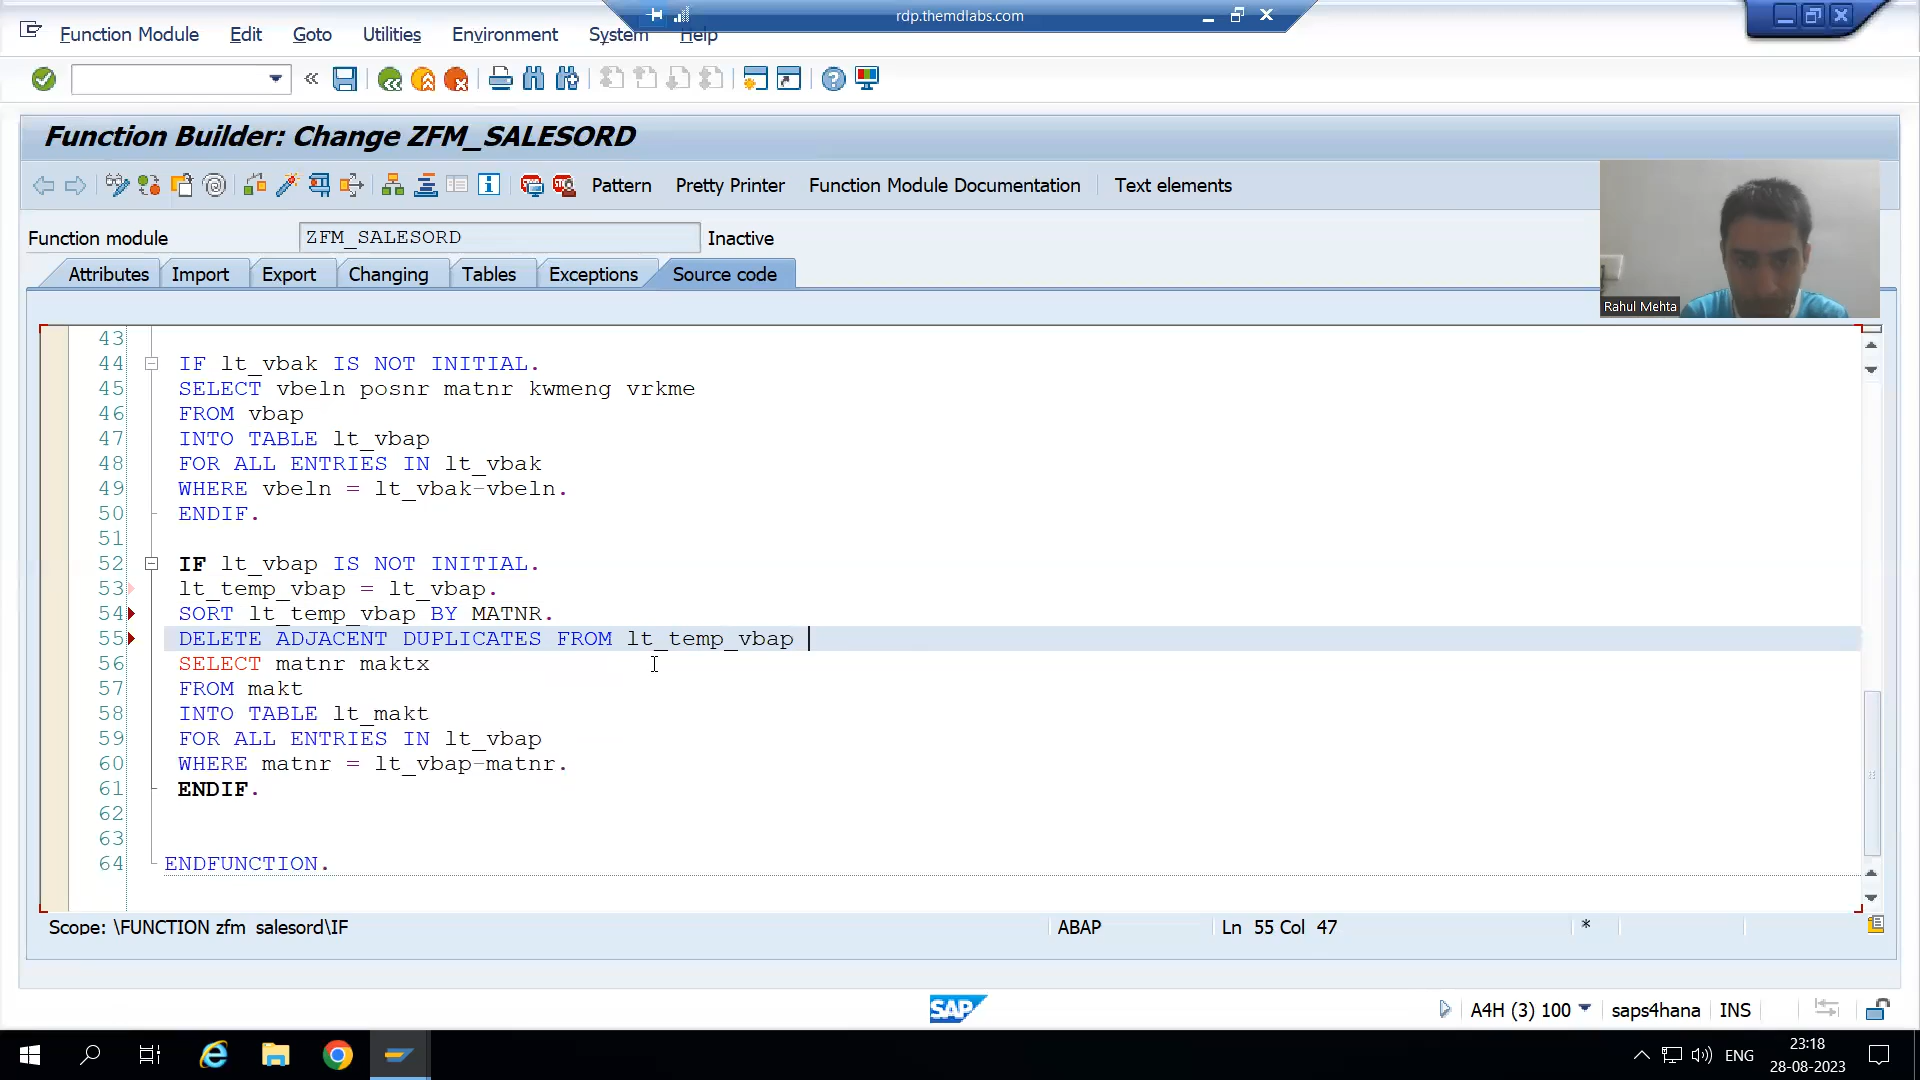 rdp.themdlabs.com
Function Module Edit Goto Utilities Environment System Help
Function Builder: Change ZFM_SALESORD
Pattern Pretty Printer Function Module Documentation Text elements
Function module ZFM_SALESORD Inactive
Attributes Import Export Changing Tables Exceptions Source code
Rahul Mehta
43
44 IF lt_vbak IS NOT INITIAL.
45 SELECT vbeln posnr matnr kwmeng vrkme
46 FROM vbap
47 INTO TABLE lt_vbap
48 FOR ALL ENTRIES IN lt_vbak
49 WHERE vbeln = lt_vbak-vbeln.
50 ENDIF.
51
52 IF lt_vbap IS NOT INITIAL.
53 lt_temp_vbap = lt_vbap.
54 SORT lt_temp_vbap BY MATNR.
55 DELETE ADJACENT DUPLICATES FROM lt_temp_vbap
56 SELECT matnr maktx
57 FROM makt
58 INTO TABLE lt_makt
59 FOR ALL ENTRIES IN lt_vbap
60 WHERE matnr = lt_vbap-matnr.
61 ENDIF.
62
63
64 ENDFUNCTION.
Scope: \FUNCTION zfm_salesord\IF ABAP Ln 55 Col 47 *
SAP A4H (3) 100 saps4hana INS
ENG 23:18
28-08-2023